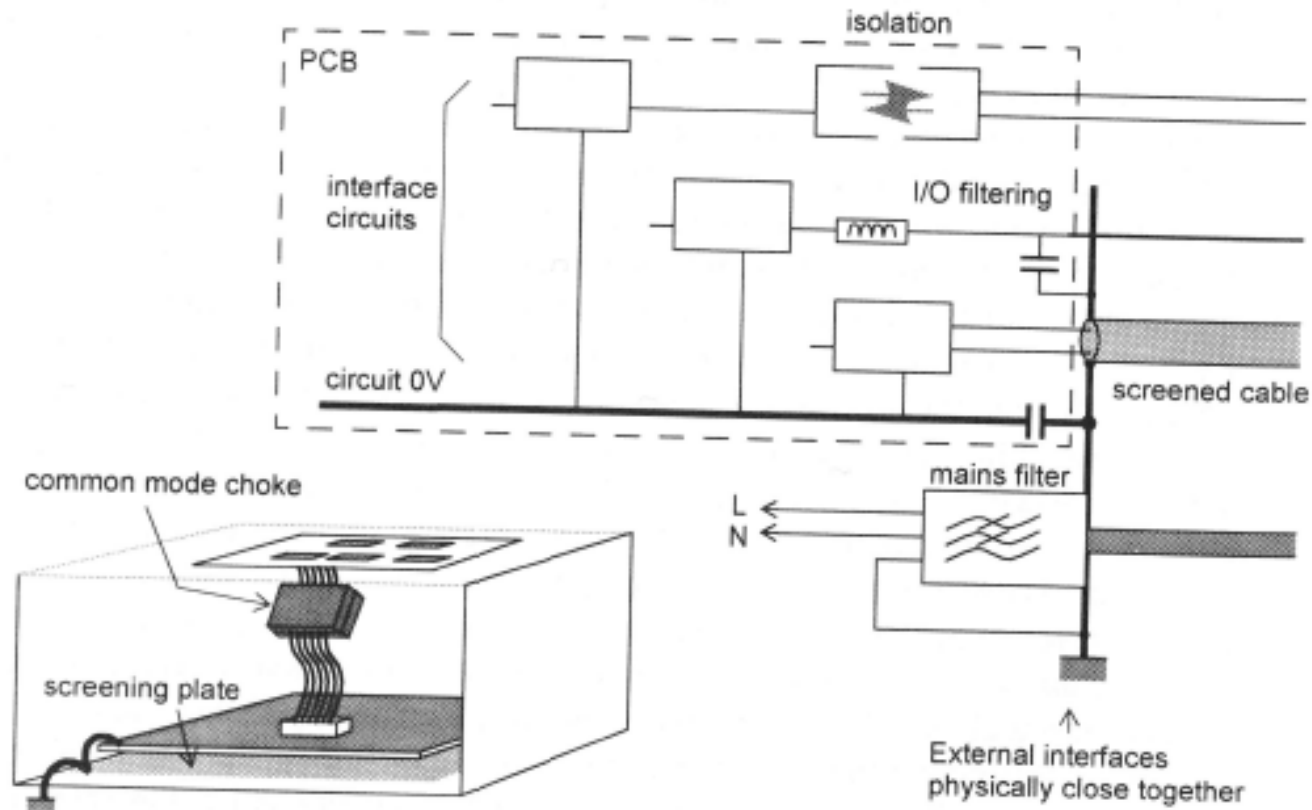 isolation
PCB
interface
circuits
I/O filtering
circuit 0V
screened cable
mains filter
L
N
common mode choke
screening plate
External interfaces
physically close together